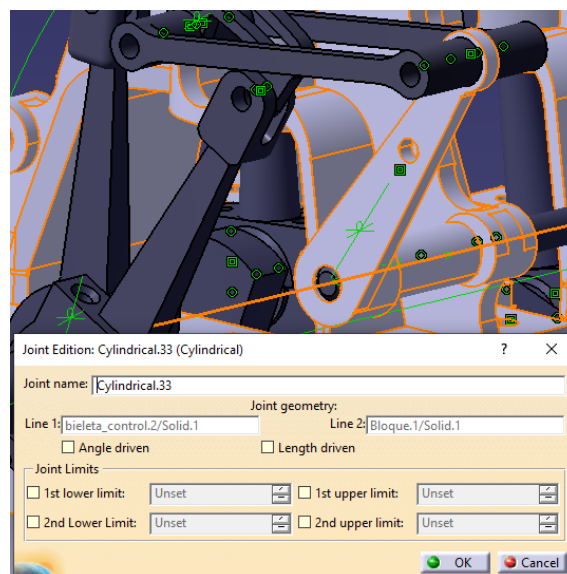 Joint Edition: Cylindrical.33 (Cylindrical) ? ×
Joint name: Cylindrical.33
Joint geometry:
Line 1: bieleta_control.2/Solid.1 Line 2: Bloque.1/Solid.1
Angle driven Length driven
Joint Limits
1st lower limit: Unset 1st upper limit: Unset
2nd Lower Limit: Unset 2nd upper limit: Unset
OK Cancel